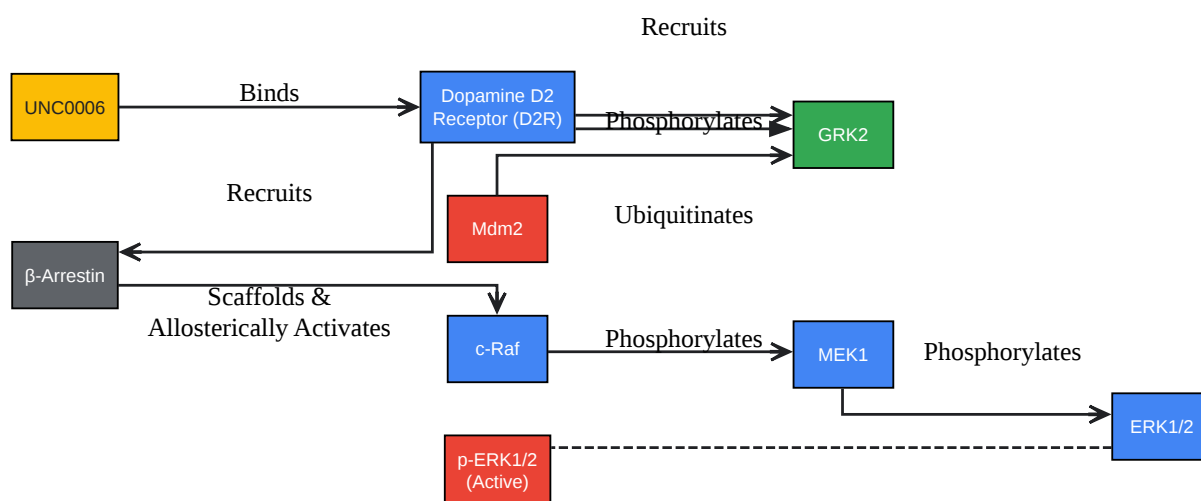 Recruits
UNC0006
Binds
Dopamine D2
Receptor (D2R)
Phosphorylates
GRK2
Recruits
Mdm2
Ubiquitinates
β-Arrestin
Scaffolds &
Allosterically Activates
c-Raf
Phosphorylates
MEK1
Phosphorylates
ERK1/2
p-ERK1/2
(Active)